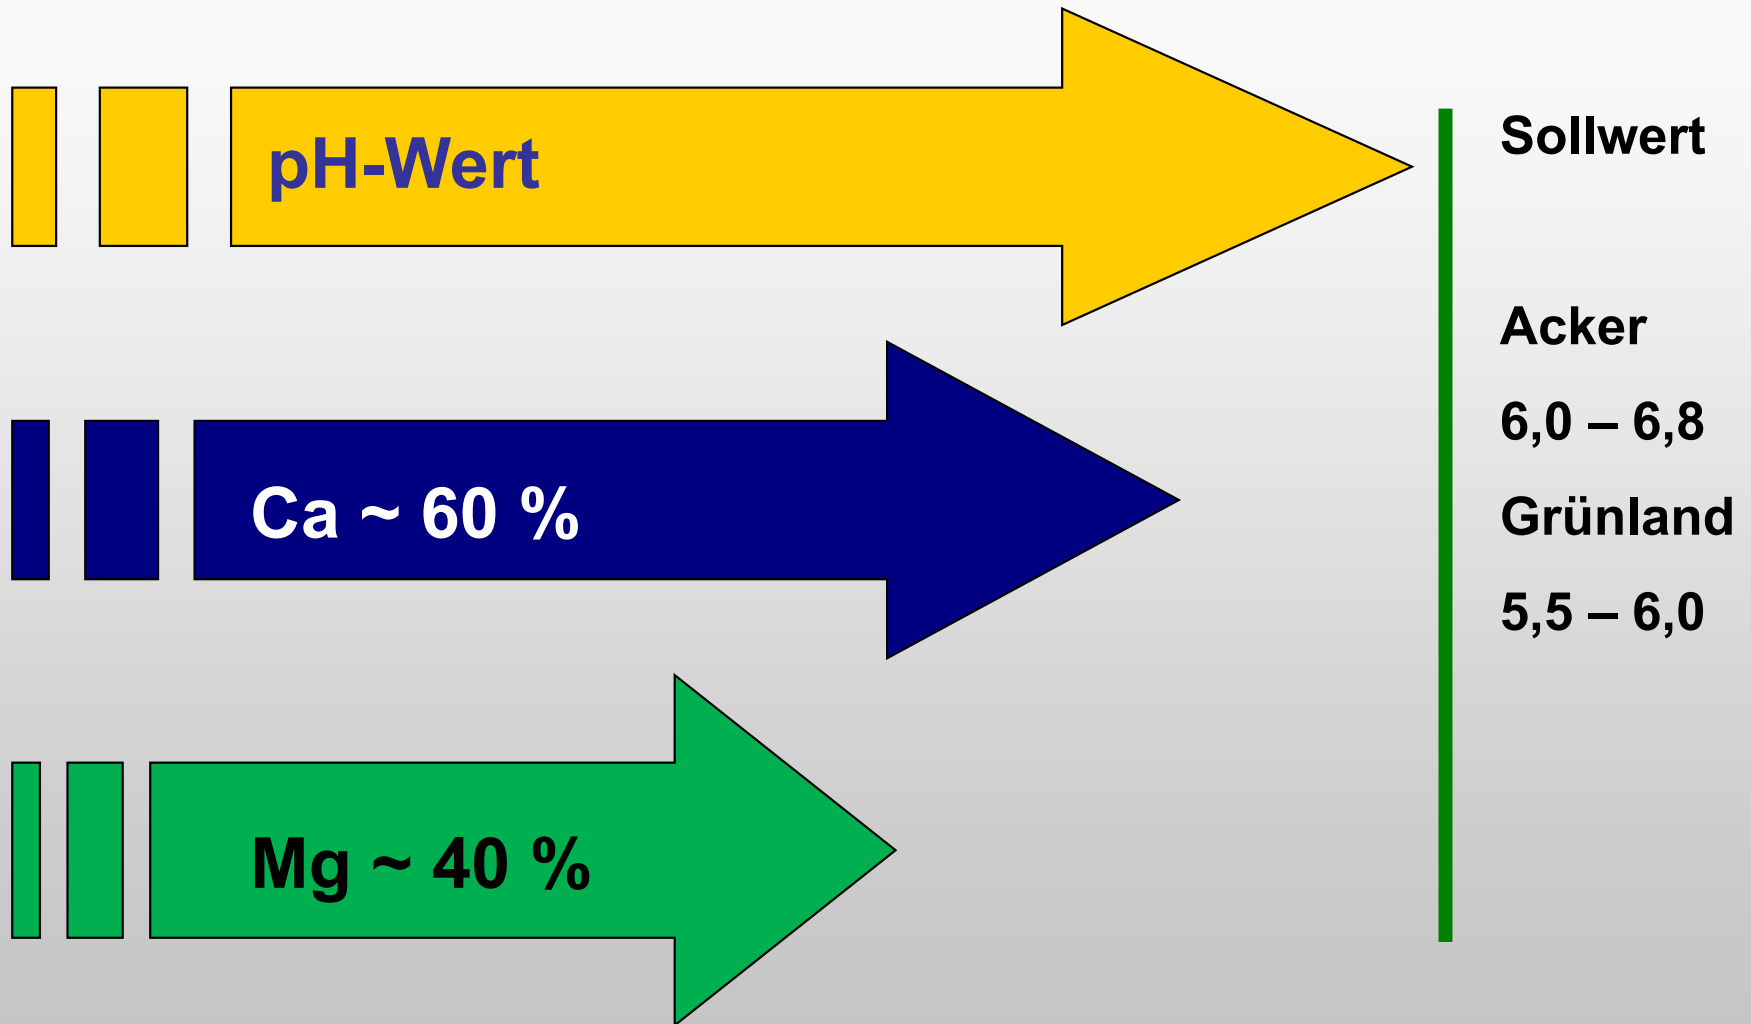 pH-Wert
Ca ~ 60 %
Mg ~ 40 %
Sollwert
Acker
6,0 – 6,8
Grünland
5,5 – 6,0